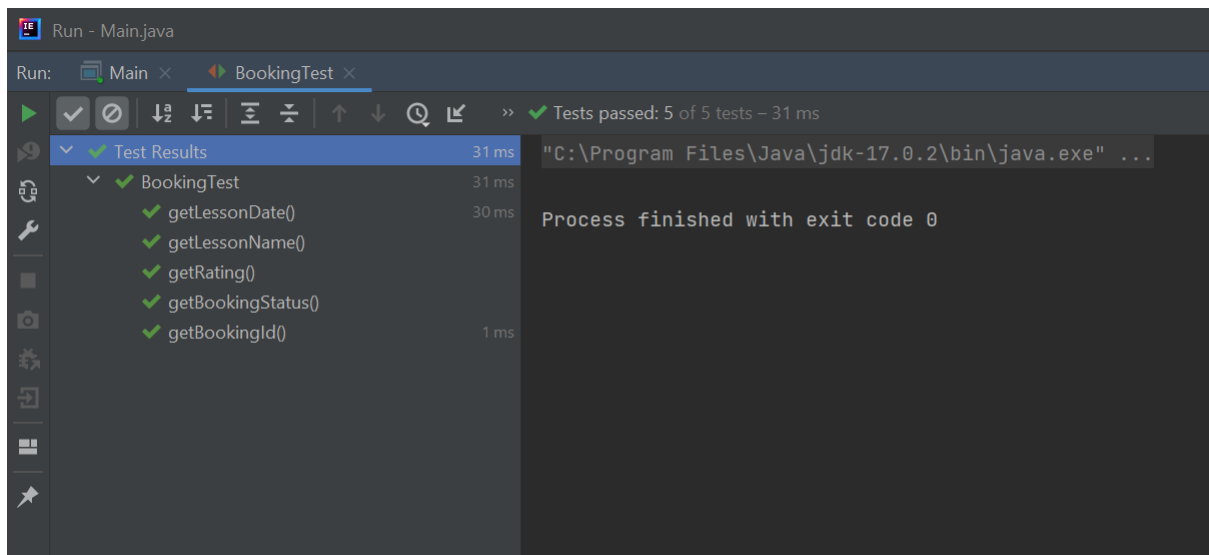 IE
Run - Main.java
Run: Main × BookingTest ×
Tests passed: 5 of 5 tests – 31 ms
Test Results 31 ms
BookingTest 31 ms
getLessonDate() 30 ms
getLessonName()
getRating()
getBookingStatus()
getBookingId() 1 ms
"C:\Program Files\Java\jdk-17.0.2\bin\java.exe" ...
Process finished with exit code 0